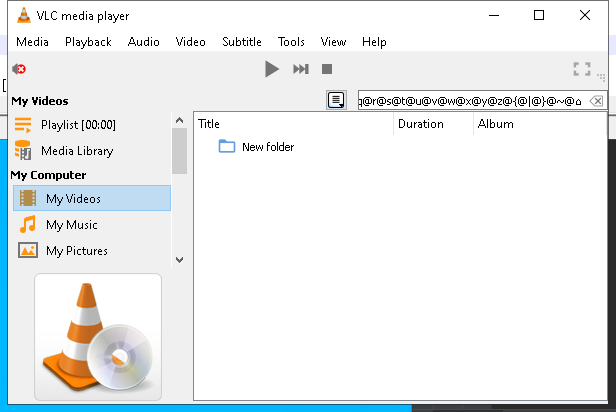 VLC media player
Media Playback Audio Video Subtitle Tools View Help
My Videos
q@r@s@t@u@v@w@x@y@z@{@|@}@~@⌂
Playlist [00:00]
Media Library
My Computer
My Videos
My Music
My Pictures
Title Duration Album
New folder